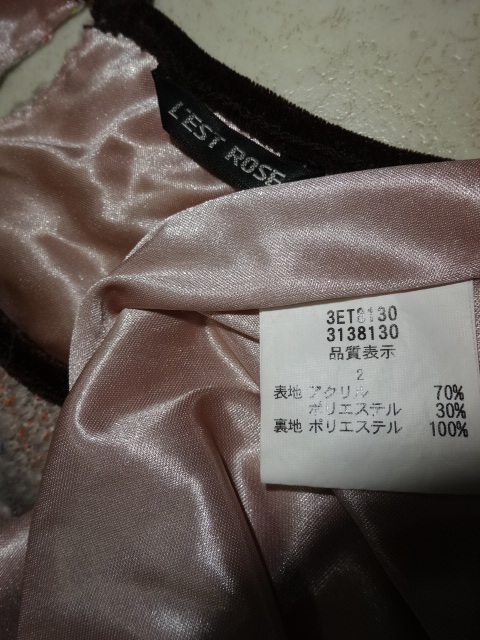 L'EST ROSE
3ET8130
3138130
品質表示
2
表地 アクリル 70%
ポリエステル 30%
裏地 ポリエステル 100%